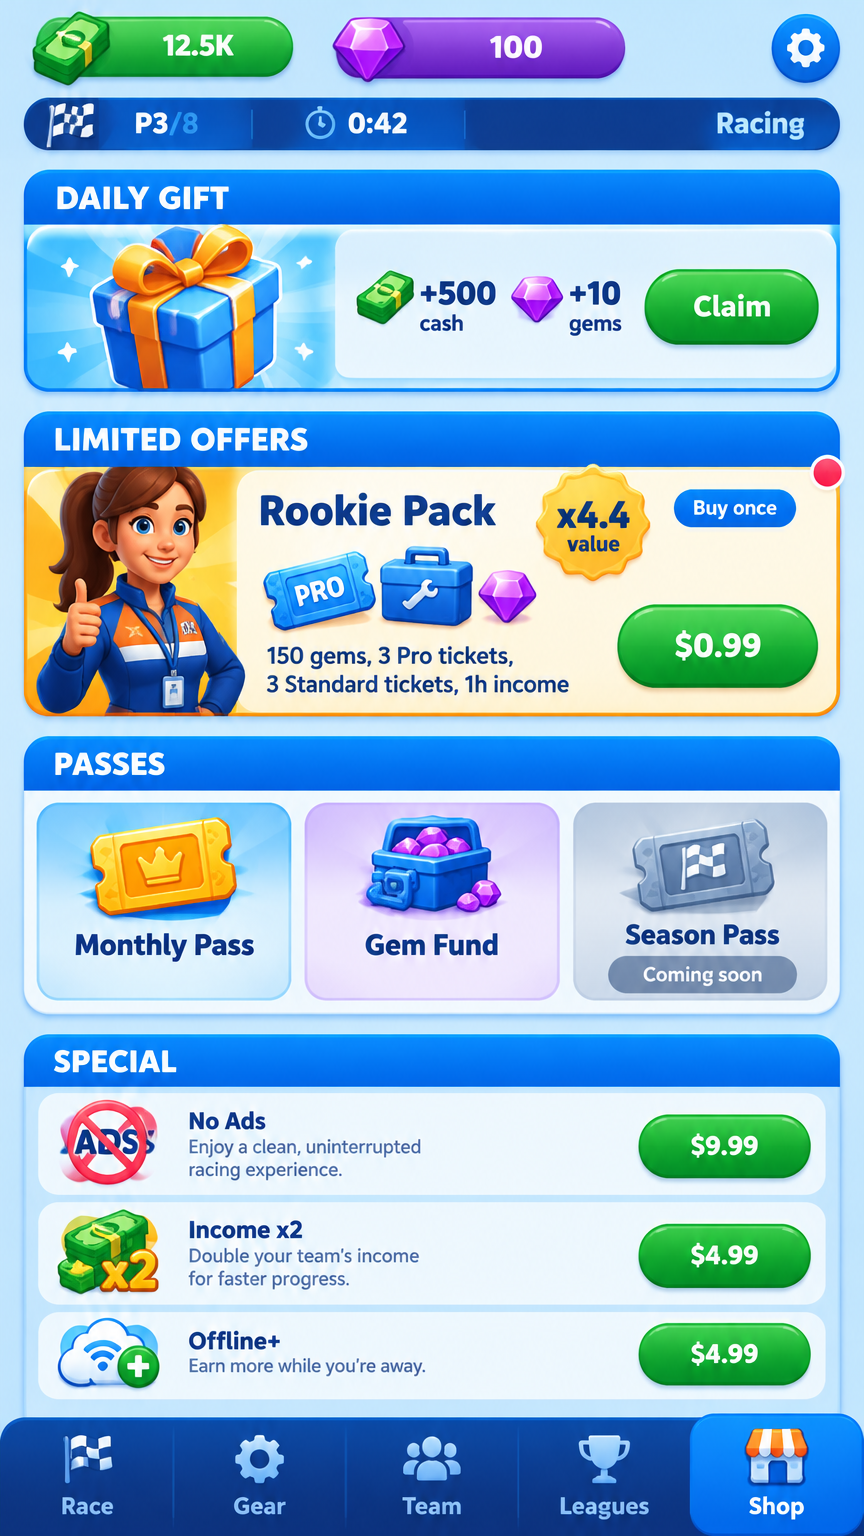 12.5K
100
P3/8
0:42
Racing
DAILY GIFT
+500
cash
+10
gems
Claim
LIMITED OFFERS
Rookie Pack
x4.4
value
Buy once
PRO
150 gems, 3 Pro tickets,
3 Standard tickets, 1h income
$0.99
PASSES
Monthly Pass
Gem Fund
Season Pass
Coming soon
SPECIAL
ADS
No Ads
Enjoy a clean, uninterrupted
racing experience.
$9.99
x2
Income x2
Double your team's income
for faster progress.
$4.99
Offline+
Earn more while you're away.
$4.99
Race
Gear
Team
Leagues
Shop